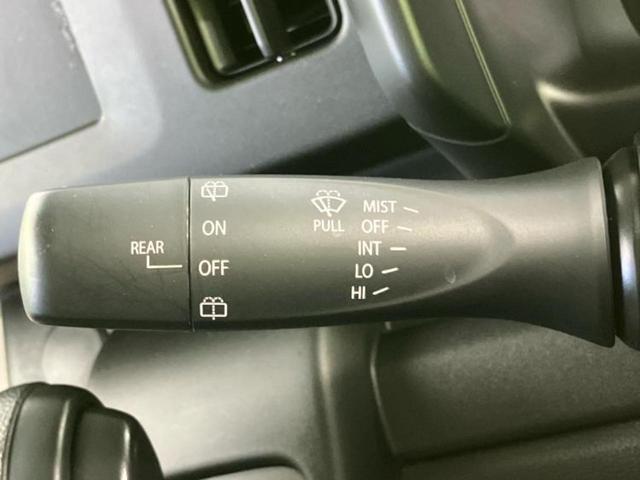 REAR
ON
OFF
PULL
MIST
OFF
INT
LO
HI